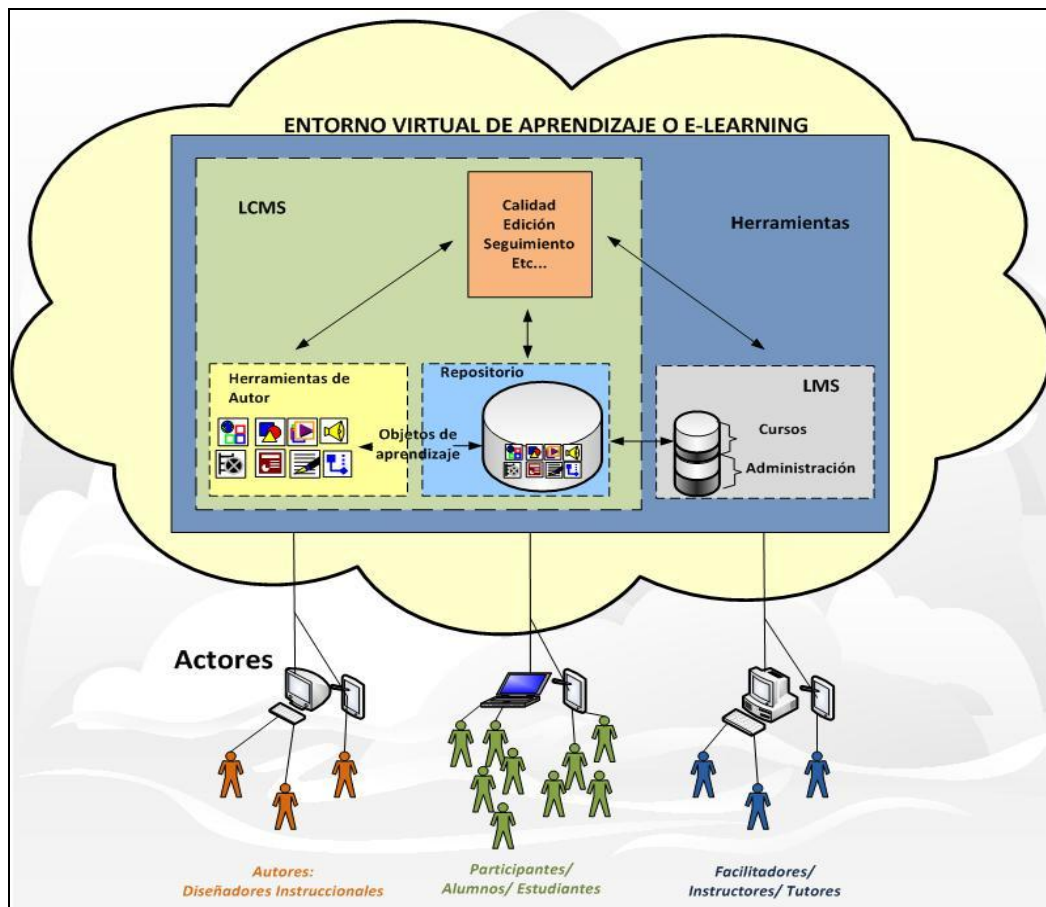 ENTORNO VIRTUAL DE APRENDIZAJE O E-LEARNING
LCMS
Calidad
Edición
Seguimiento
Etc...
Herramíentas
Herramientas de
Autor
Objetos de
aprendizaje
Repositorio
LMS
Cursos
Administración
Actores
Autores:
Diseñadores Instruccionales
Participantes/
Alumnos/ Estudiantes
Facilitadores/
Instructores/ Tutores